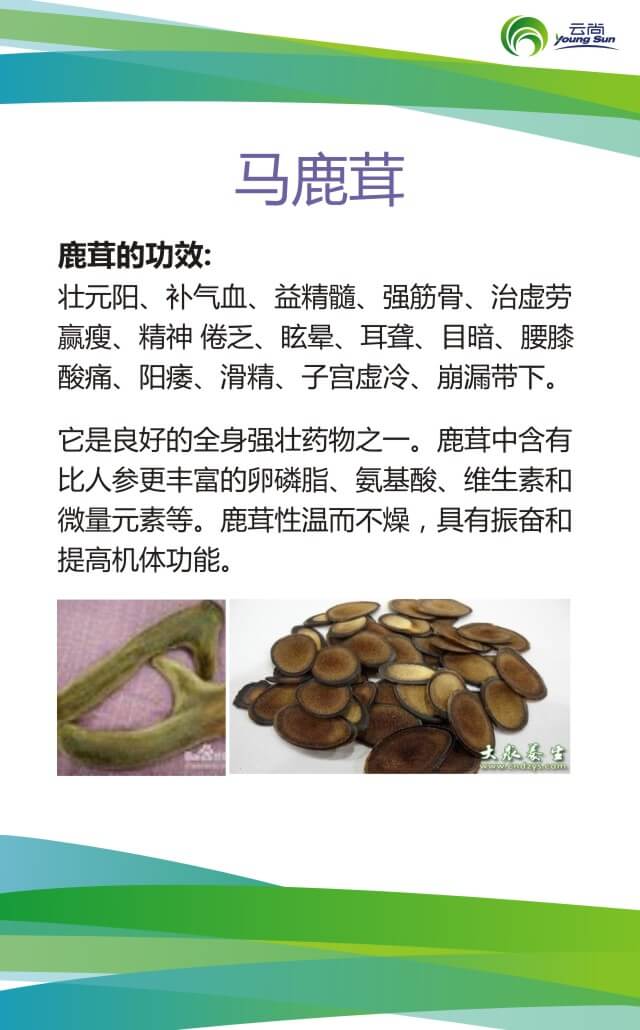 云尚
Young Sun
马鹿茸
鹿茸的功效:
壮元阳、补气血、益精髓、强筋骨、治虚劳
赢瘦、精神 倦乏、眩晕、耳聋、目暗、腰膝
酸痛、阳痿、滑精、子宫虚冷、崩漏带下。
它是良好的全身强壮药物之一。鹿茸中含有
比人参更丰富的卵磷脂、氨基酸、维生素和
微量元素等。鹿茸性温而不燥，具有振奋和
提高机体功能。
大农养生
www.cndzys.com